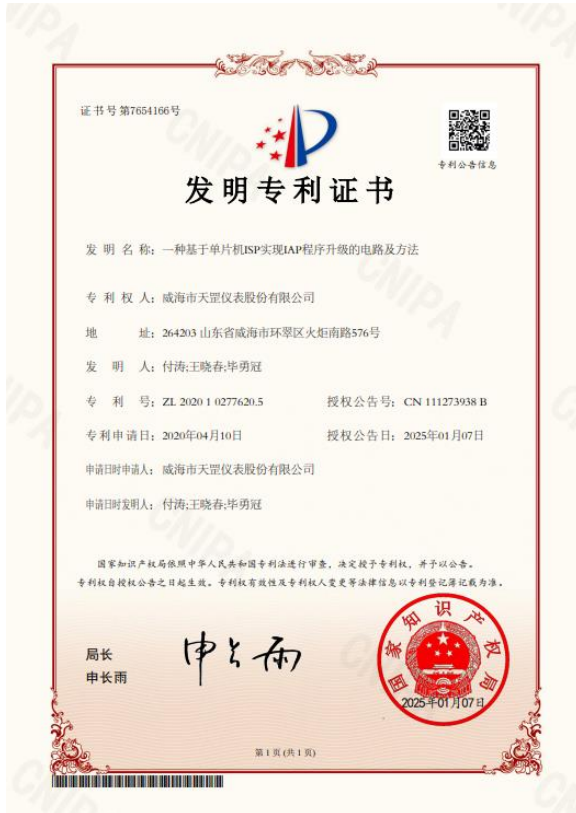 证书号第7654166号
专利公告信息
发明专利证书
发明名称：一种基于单片机ISP实现IAP程序升级的电路及方法
专利权人：威海市天罡仪表股份有限公司
地址：264203 山东省威海市环翠区火炬南路576号
发明人：付涛;王晓春;毕勇冠
专利号：ZL 2020 1 0277620.5 授权公告号：CN 111273938 B
专利申请日：2020年04月10日 授权公告日：2025年01月07日
申请日时申请人：威海市天罡仪表股份有限公司
申请日时发明人：付涛;王晓春;毕勇冠
国家知识产权局依照中华人民共和国专利法进行审查，决定授予专利权，并予以公告。
专利权自授权公告之日起生效。专利权有效性及专利权人变更等法律信息以专利登记簿记载为准。
局长
申长雨
申长雨
国家知识产权局
2025年01月07日
第1页(共1页)
CNIPA
CNIPA
CNIPA
CNIPA
CNIPA